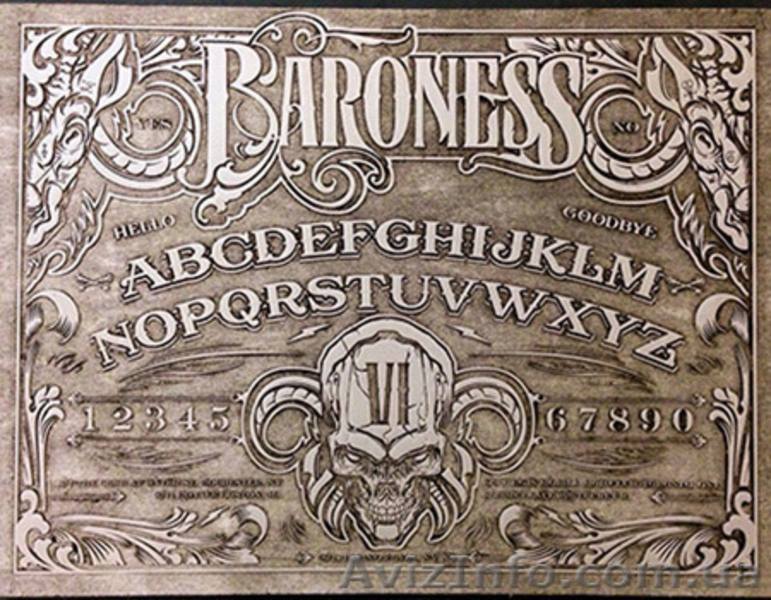 BARONESS
YES NO
HELLO GOODBYE
ABCDEFGHIJKLM
NOPQRSTUVWXYZ
VI
1 2 3 4 5 6 7 8 9 0
AvizInfo.com.ua